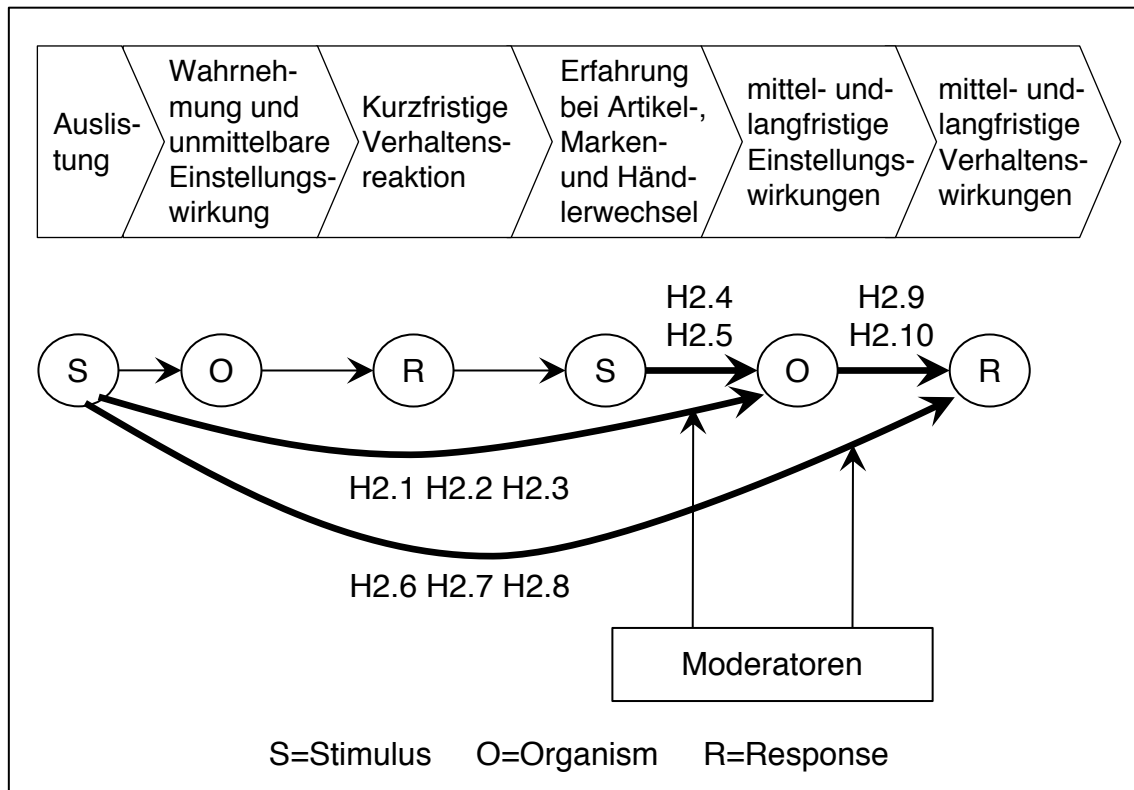 Auslis-
tung
Wahrneh-
mung und
unmittelbare
Einstellungs-
wirkung
Kurzfristige
Verhaltens-
reaktion
Erfahrung
bei Artikel-,
Marken-
und Händ-
lerwechsel
mittel- und-
langfristige
Einstellungs-
wirkungen
mittel- und-
langfristige
Verhaltens-
wirkungen
H2.4
H2.5
H2.9
H2.10
S
O
R
S
O
R
H2.1 H2.2 H2.3
H2.6 H2.7 H2.8
Moderatoren
S=Stimulus O=Organism R=Response